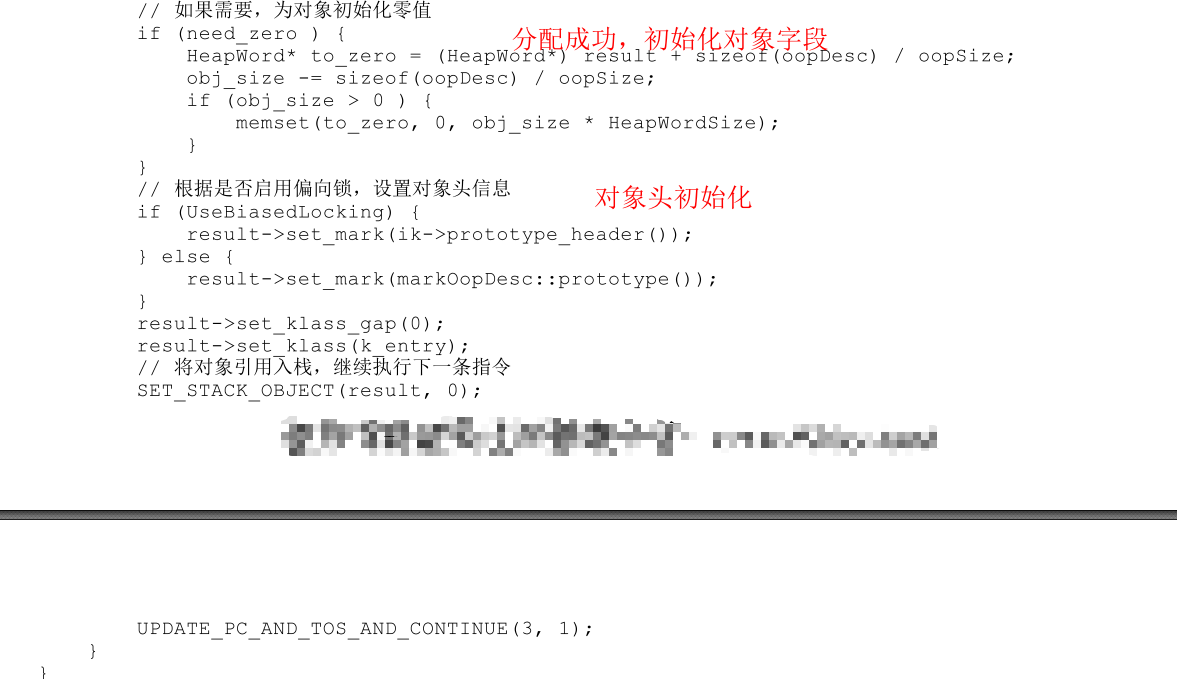 // 如果需要，为对象初始化零值
if (need_zero ) {
分配成功，初始化对象字段
HeapWord* to_zero = (HeapWord*) result + sizeof(oopDesc) / oopSize;
obj_size -= sizeof(oopDesc) / oopSize;
if (obj_size > 0 ) {
memset(to_zero, 0, obj_size * HeapWordSize);
}
}
// 根据是否启用偏向锁，设置对象头信息
对象头初始化
if (UseBiasedLocking) {
result->set_mark(ik->prototype_header());
} else {
result->set_mark(markOopDesc::prototype());
}
result->set_klass_gap(0);
result->set_klass(k_entry);
// 将对象引用入栈，继续执行下一条指令
SET_STACK_OBJECT(result, 0);
UPDATE_PC_AND_TOS_AND_CONTINUE(3, 1);
}
}